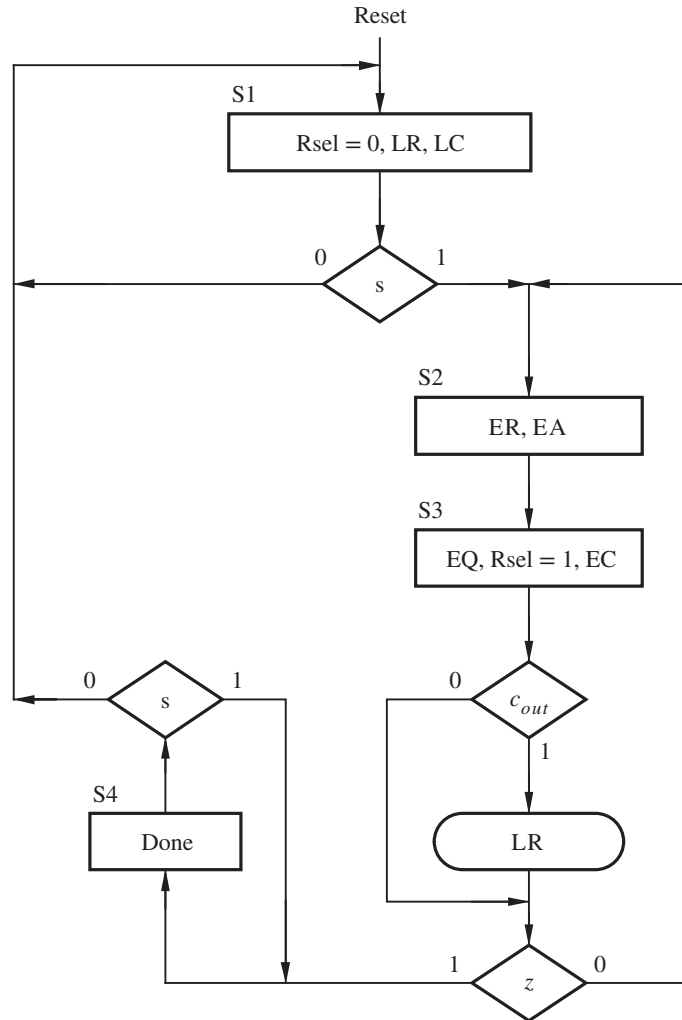 Reset
S1
Rsel = 0, LR, LC
0 s 1
S2
ER, EA
S3
EQ, Rsel = 1, EC
0 s 1
0 c_out
1
S4
Done
LR
1 z 0